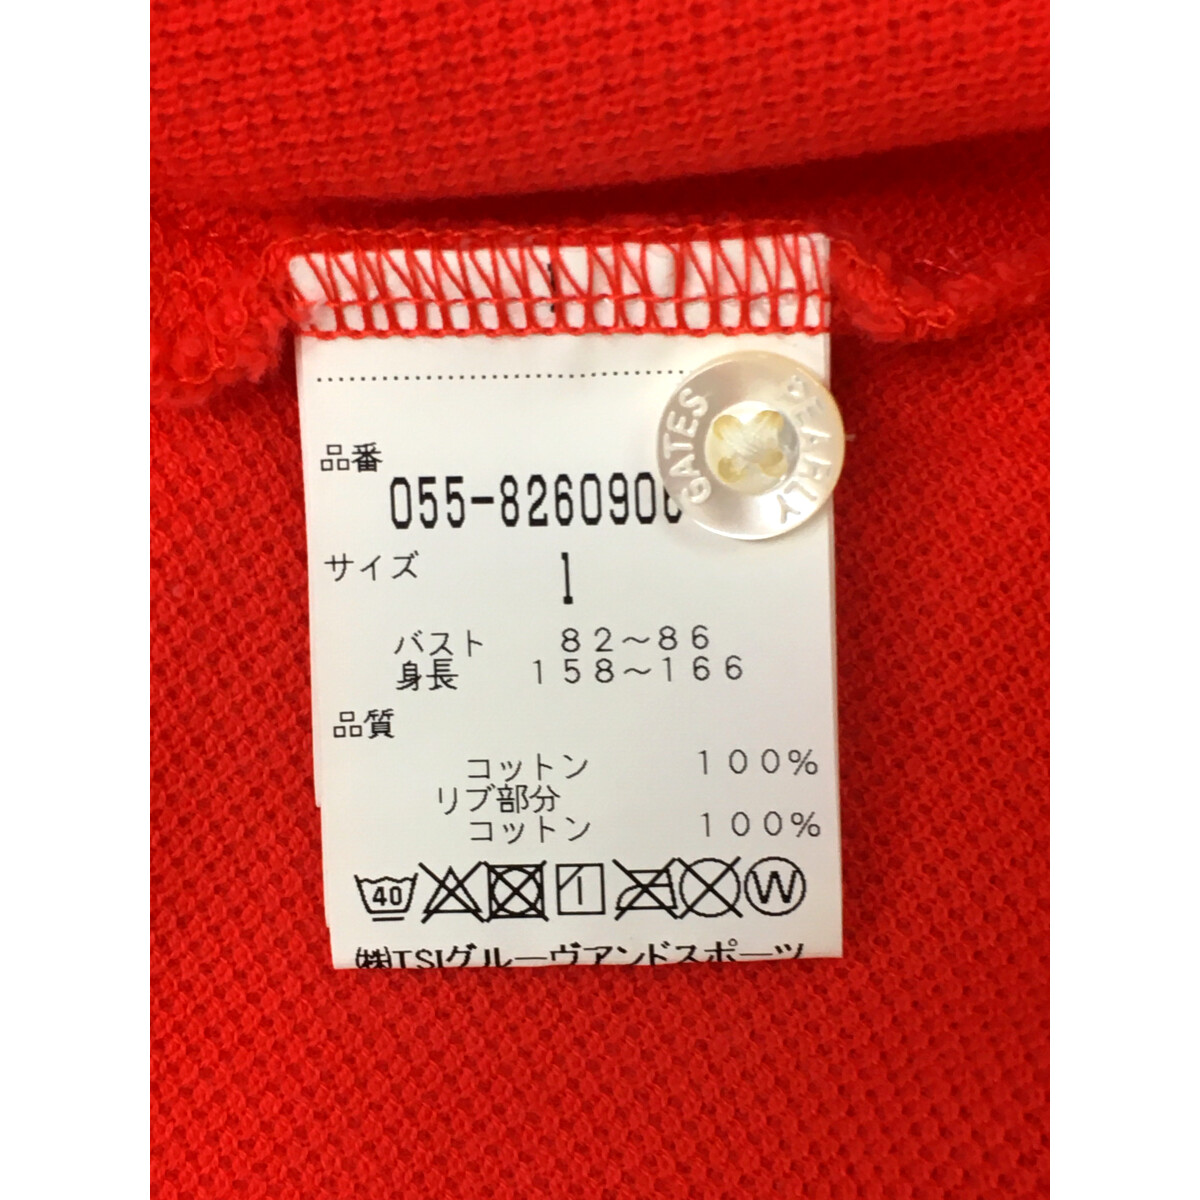 品番
055-8260906
PEARLY GATES
サイズ 1
バスト 82～86
身長 158～166
品質
コットン 100%
リブ部分
コットン 100%
40 W
㈱TSIグルーヴアンドスポーツ